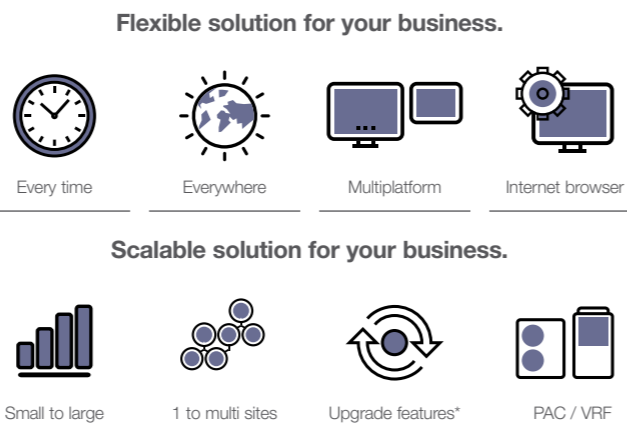 Flexible solution for your business.
Every time
Everywhere
Multiplatform
Internet browser
Scalable solution for your business.
Small to large
1 to multi sites
Upgrade features*
PAC / VRF